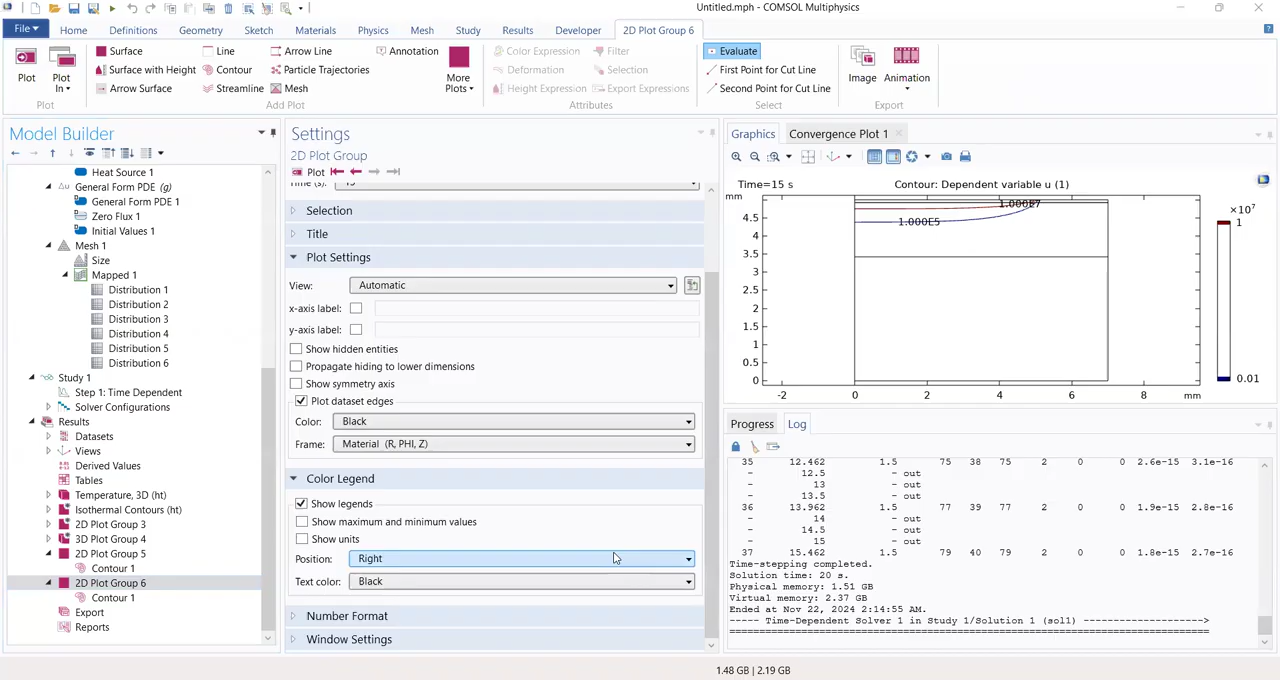 Untitled.mph - COMSOL Multiphysics
File Home Definitions Geometry Sketch Materials Physics Mesh Study Results Developer 2D Plot Group 6
Plot
Plot In
Plot
Surface Line Arrow Line Annotation
Surface with Height Contour Particle Trajectories
Arrow Surface Streamline Mesh
More Plots
Add Plot
Color Expression Filter
Deformation Selection
Height Expression Export Expressions
Attributes
Evaluate
First Point for Cut Line
Second Point for Cut Line
Select
Image Animation
Export
Model Builder
Heat Source 1
General Form PDE (g)
General Form PDE 1
Zero Flux 1
Initial Values 1
Mesh 1
Size
Mapped 1
Distribution 1
Distribution 2
Distribution 3
Distribution 4
Distribution 5
Distribution 6
Study 1
Step 1: Time Dependent
Solver Configurations
Results
Datasets
Views
Derived Values
Tables
Temperature, 3D (ht)
Isothermal Contours (ht)
2D Plot Group 3
3D Plot Group 4
2D Plot Group 5
Contour 1
2D Plot Group 6
Contour 1
Export
Reports
Settings
2D Plot Group
Plot
Time (s): 15
Selection
Title
Plot Settings
View: Automatic
x-axis label:
y-axis label:
Show hidden entities
Propagate hiding to lower dimensions
Show symmetry axis
Plot dataset edges
Color: Black
Frame: Material (R, PHI, Z)
Color Legend
Show legends
Show maximum and minimum values
Show units
Position: Right
Text color: Black
Number Format
Window Settings
Graphics Convergence Plot 1
Time=15 s Contour: Dependent variable u (1)
mm
4.5
4
3.5
3
2.5
2
1.5
1
0.5
0
-2 0 2 4 6 8 mm
1.000E7
1.000E5
×10⁷
1
0.01
Progress Log
35 12.462 1.5 75 38 75 2 0 0 2.6e-15 3.1e-16
- 12.5 - out
- 13 - out
- 13.5 - out
36 13.962 1.5 77 39 77 2 0 0 1.9e-15 2.8e-16
- 14 - out
- 14.5 - out
- 15 - out
37 15.462 1.5 79 40 79 2 0 0 1.8e-15 2.7e-16
Time-stepping completed.
Solution time: 20 s.
Physical memory: 1.51 GB
Virtual memory: 2.37 GB
Ended at Nov 22, 2024 2:14:55 AM.
----- Time-Dependent Solver 1 in Study 1/Solution 1 (sol1) -------------------->
1.48 GB | 2.19 GB